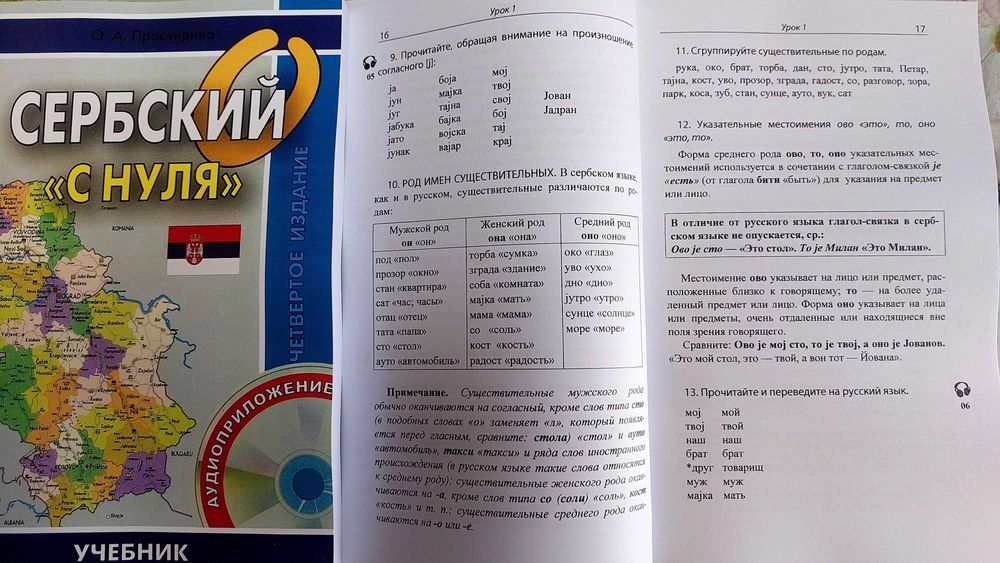 О. А. Просвирина
СЕРБСКИЙ
«С НУЛЯ»
ЧЕТВЕРТОЕ ИЗДАНИЕ
АУДИОПРИЛОЖЕНИЕ
УЧЕБНИК
ROMANIA
VOJVODINA
BEOGRAD
KOSOVO
Priština
ALBANIA
BULGARIA
16
Урок 1
9. Прочитайте, обращая внимание на произношение
согласного [j]:
05
ја боја мој
јун мајка твој
југ тајна свој Јован
јабука бајка бој Јадран
јато војска тај
јунак вајар крај
10. РОД ИМЕН СУЩЕСТВИТЕЛЬНЫХ. В сербском языке,
как и в русском, существительные различаются по ро-
дам:
Мужской род Женский род Средний род
он «он» она «она» оно «оно»
под «пол» торба «сумка» око «глаз»
прозор «окно» зграда «здание» уво «ухо»
стан «квартира» соба «комната» дно «дно»
сат «час; часы» мајка «мать» јутро «утро»
отац «отец» мама «мама» сунце «солнце»
тата «папа» со «соль» море «море»
сто «стол» кост «кость»
ауто «автомобиль» радост «радость»
Примечание. Существительные мужского рода
обычно оканчиваются на согласный, кроме слов типа сто
(в подобных словах «о» заменяет «л», который появля-
ется перед гласным, сравните: стола) «стол» и ауто
«автомобиль», такси «такси» и ряда слов иностранного
происхождения (в русском языке такие слова относятся
к среднему роду); существительные женского рода окан-
чиваются на -а, кроме слов типа со (соли) «соль», кост
«кость» и т. п.; существительные среднего рода окан-
чиваются на -о или -е.
Урок 1
17
11. Сгруппируйте существительные по родам.
рука, око, брат, торба, дан, сто, јутро, тата, Петар,
тајна, кост, уво, прозор, зграда, гадост, со, разговор, зора,
парк, коса, зуб, стан, сунце, ауто, вук, сат
12. Указательные местоимения ово «это», то, оно
«это, то».
Форма среднего рода ово, то, оно указательных мес-
тоимений используется в сочетании с глаголом-связкой је
«есть» (от глагола бити «быть») для указания на предмет
или лицо.
В отличие от русского языка глагол-связка в серб-
ском языке не опускается, ср.:
Ово је сто — «Это стол». То је Милан «Это Милан».
Местоимение ово указывает на лицо или предмет, рас-
положенные близко к говорящему; то — на более уда-
ленный предмет или лицо. Форма оно указывает на лица
или предметы, очень отдаленные или находящиеся вне
поля зрения говорящего.
Сравните: Ово је мој сто, то је твој, а оно је Јованов.
«Это мой стол, это — твой, а вон тот — Йована».
13. Прочитайте и переведите на русский язык.
06
мој мой
твој твой
наш наш
брат брат
*друг товарищ
муж муж
мајка мать